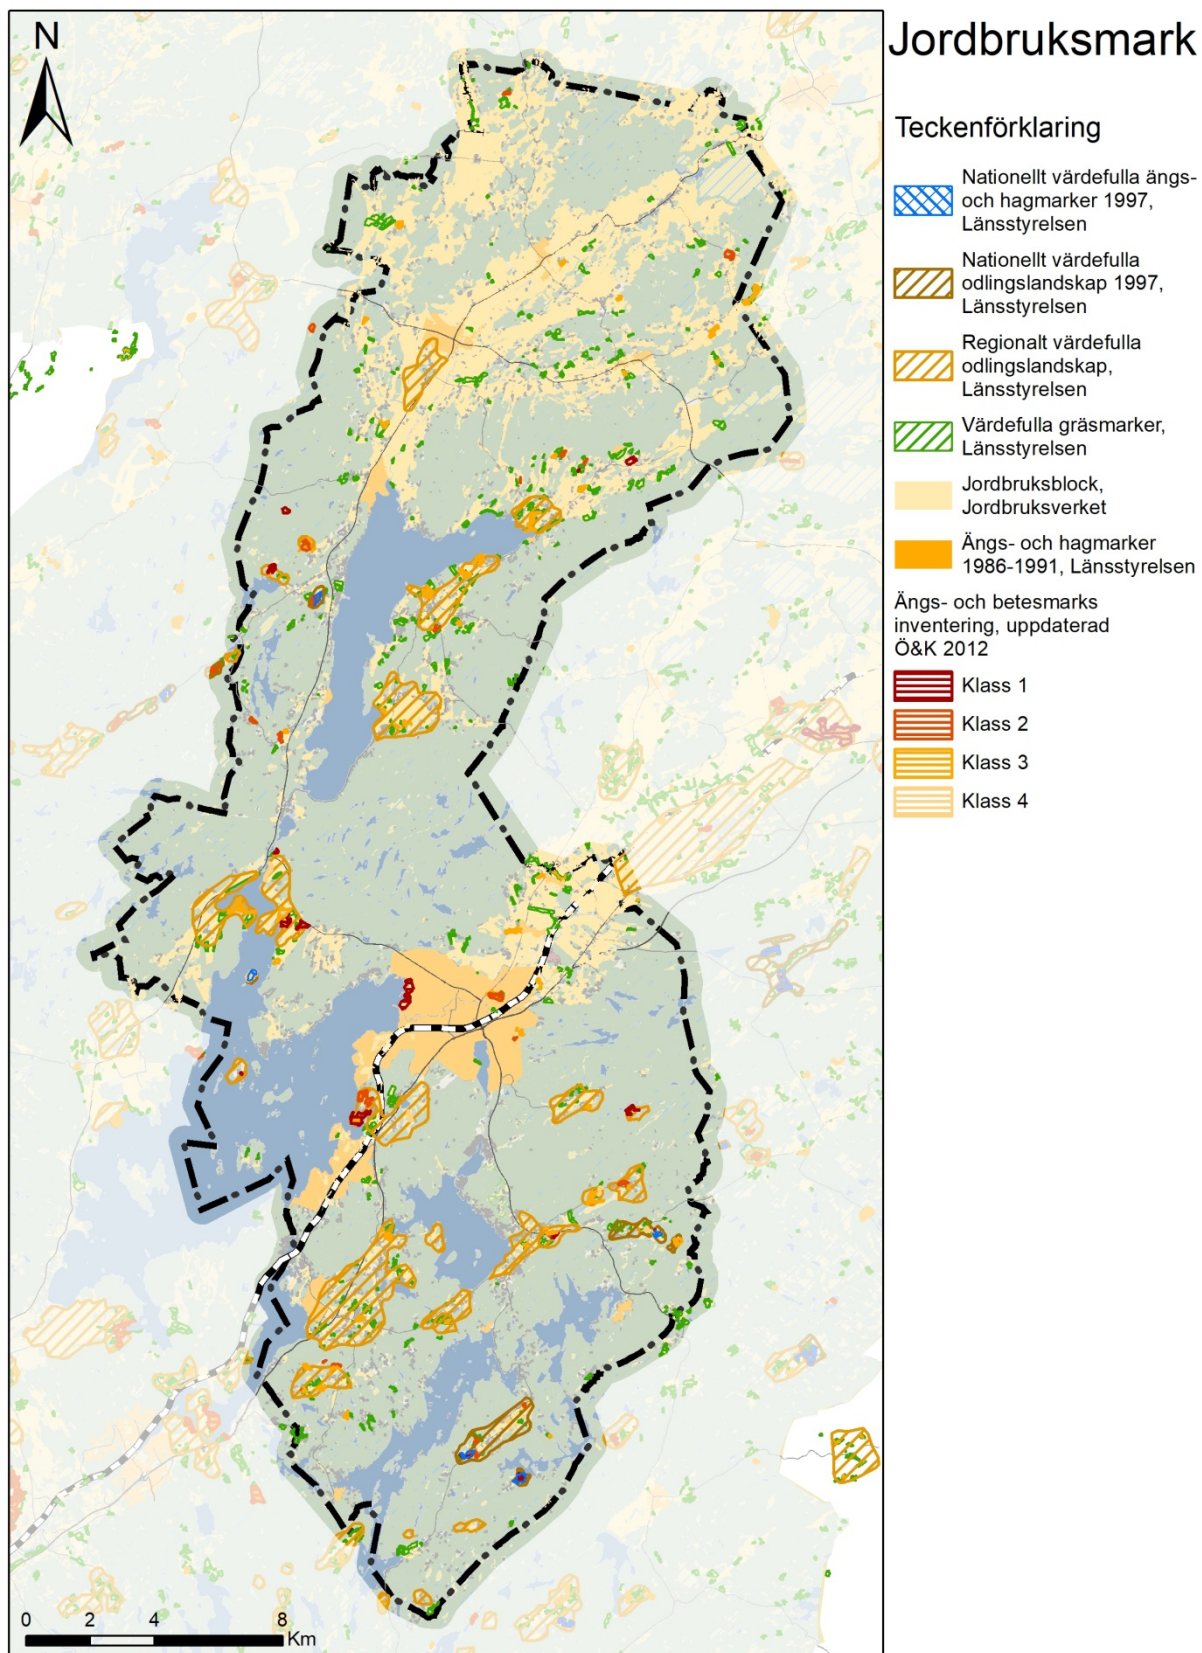 Jordbruksmark
N
Teckenförklaring
Nationellt värdefulla ängs-
och hagmarker 1997,
Länsstyrelsen
Nationellt värdefulla
odlingslandskap 1997,
Länsstyrelsen
Regionalt värdefulla
odlingslandskap,
Länsstyrelsen
Värdefulla gräsmarker,
Länsstyrelsen
Jordbruksblock,
Jordbruksverket
Ängs- och hagmarker
1986-1991, Länsstyrelsen
Ängs- och betesmarks
inventering, uppdaterad
Ö&K 2012
Klass 1
Klass 2
Klass 3
Klass 4
0 2 4 8
Km